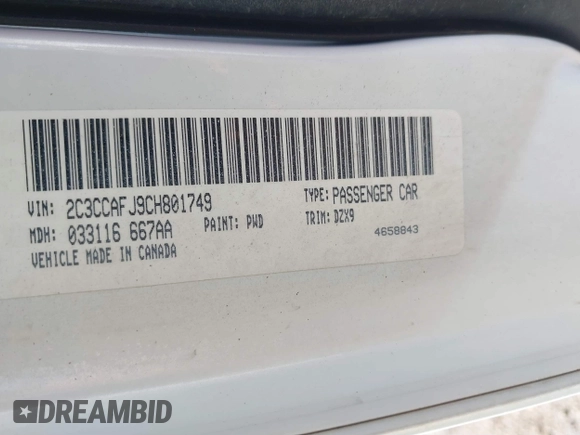 VIN: 2C3CCAFJ9CH801749 TYPE: PASSENGER CAR
MDH: 033116 667AA PAINT: PWD TRIM: DZX9
VEHICLE MADE IN CANADA 4658843
DREAMBID